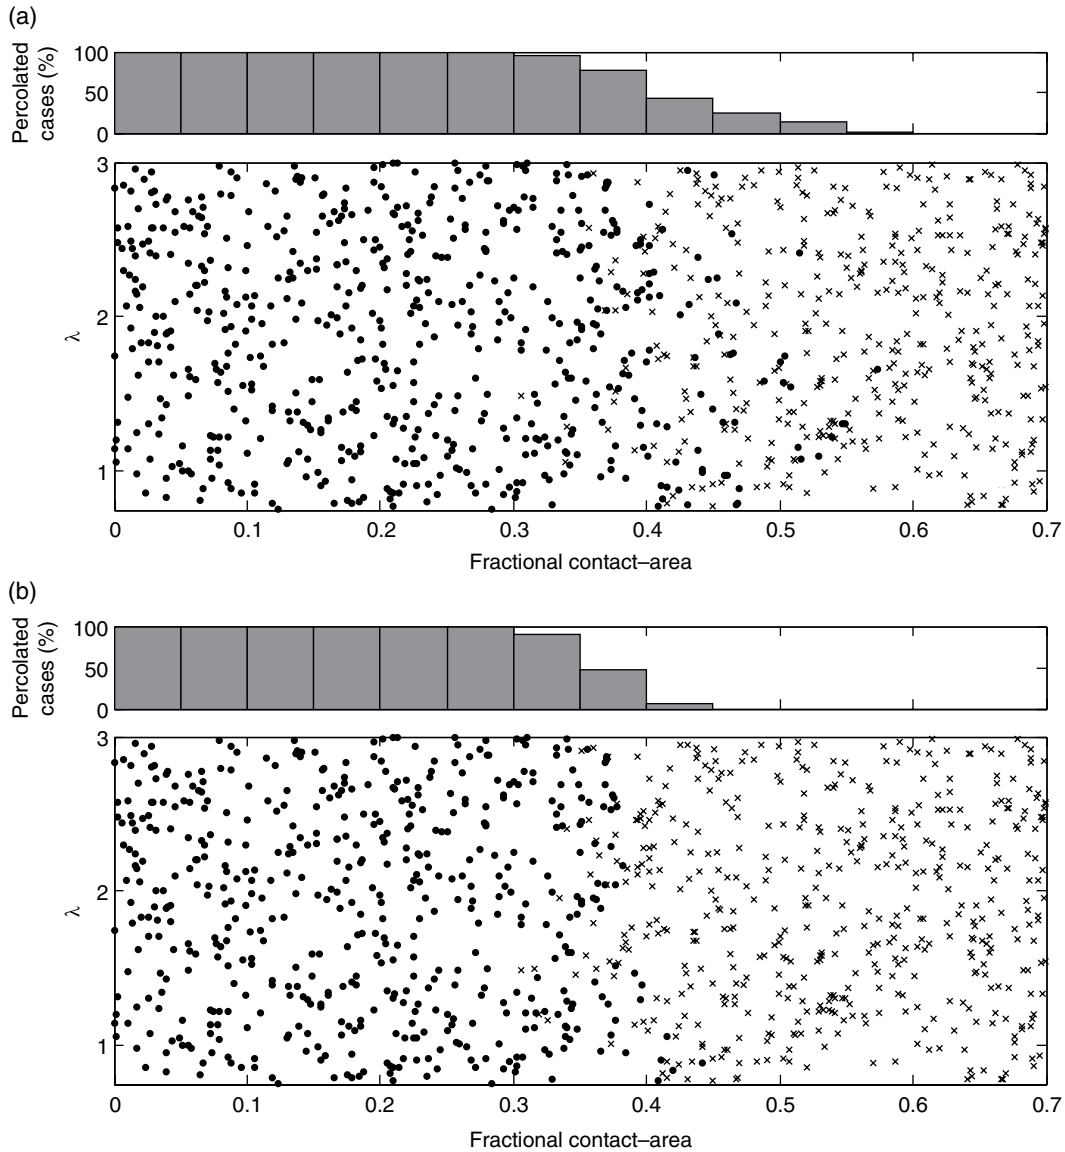 (a)
Percolated
cases (%)
100
50
0
λ
3
2
1
0 0.1 0.2 0.3 0.4 0.5 0.6 0.7
Fractional contact–area
(b)
Percolated
cases (%)
100
50
0
λ
3
2
1
0 0.1 0.2 0.3 0.4 0.5 0.6 0.7
Fractional contact–area